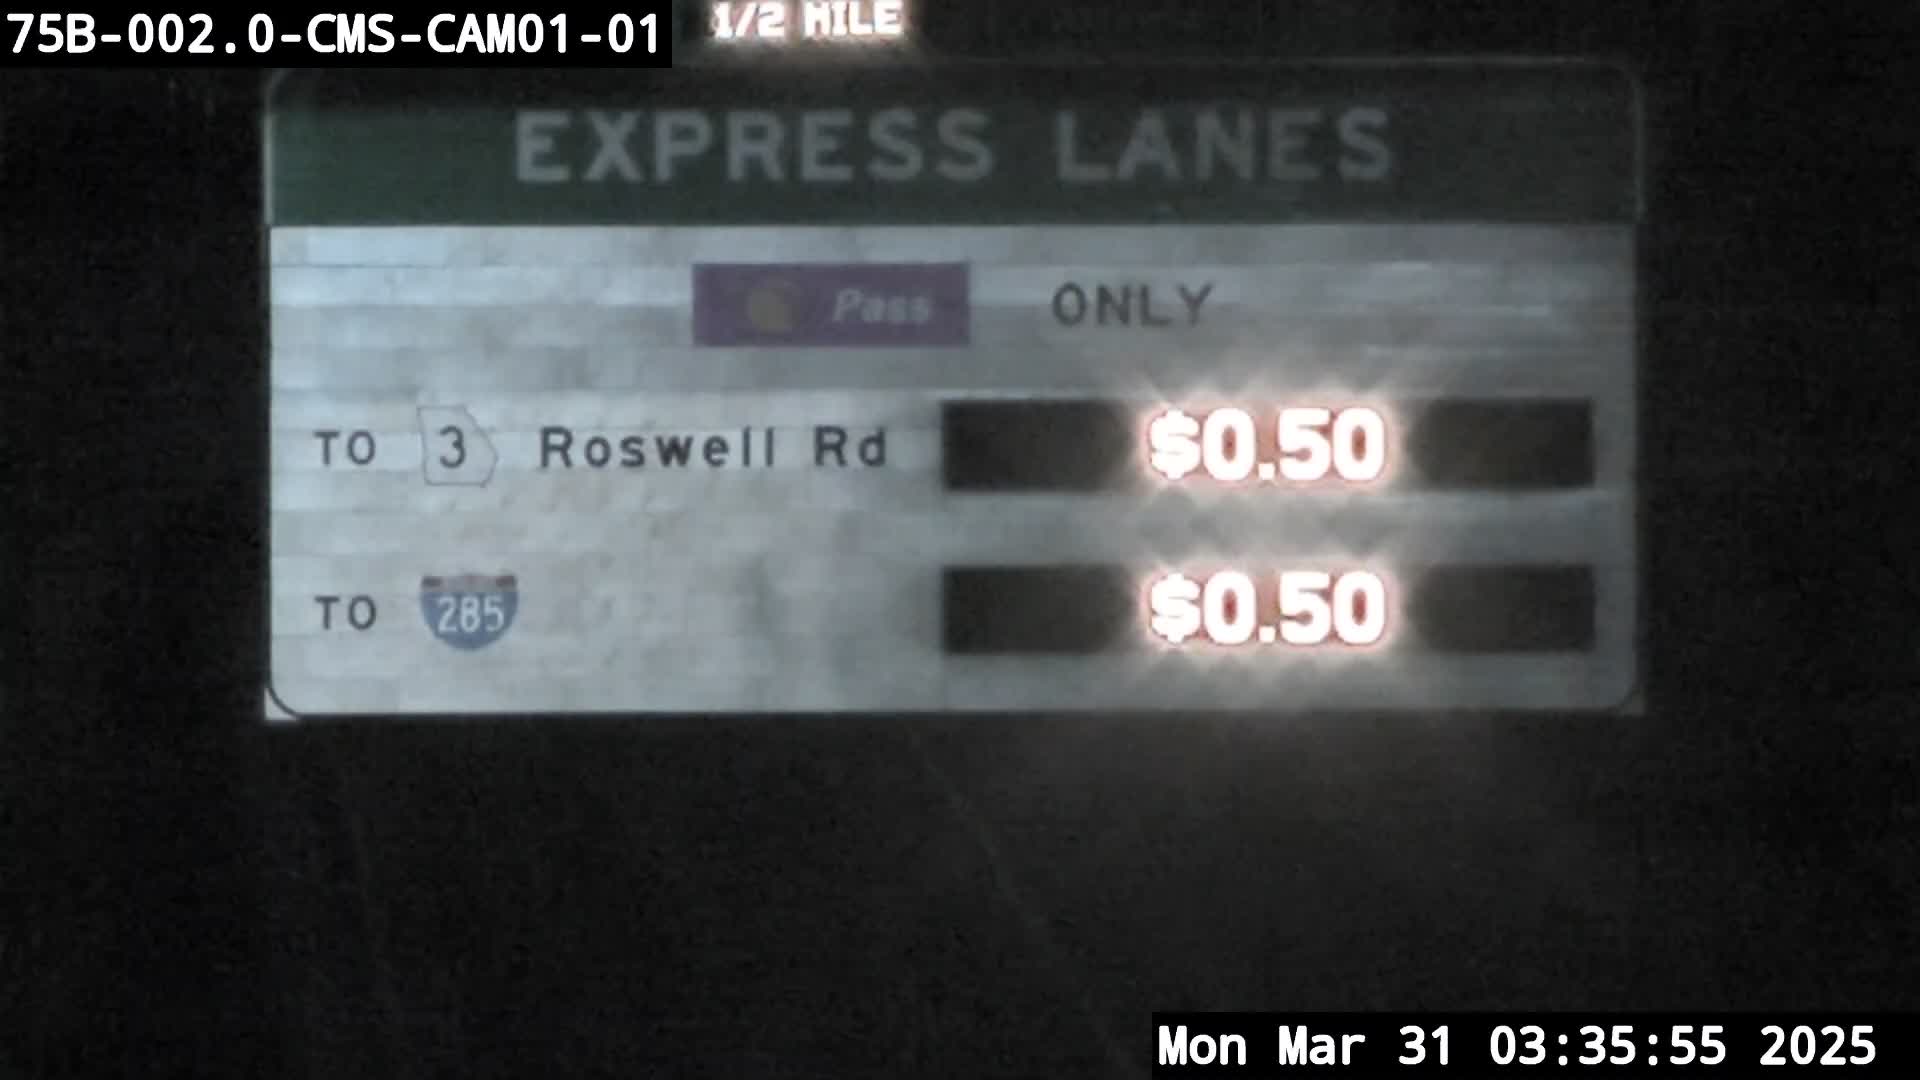 75B-002.0-CMS-CAM01-01
1/2 MILE
EXPRESS LANES
Pass ONLY
TO 3 Roswell Rd $0.50
TO 285 $0.50
Mon Mar 31 03:35:55 2025